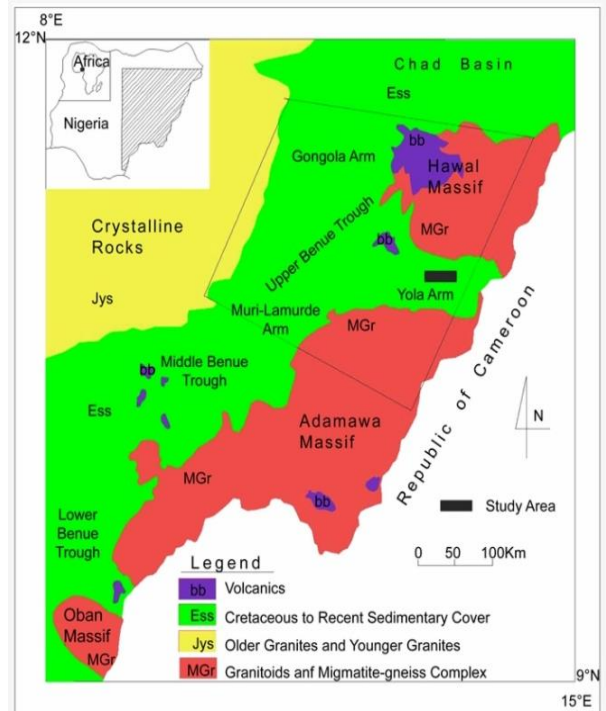 8°E
12°N
Africa
Nigeria
Chad Basin
Ess
bb
Gongola Arm
Hawal
Massif
MGr
Crystalline
Rocks
Upper Benue Trough
bb
Jys
Yola Arm
Muri-Lamurde
Arm
MGr
bb
Middle Benue
Trough
Ess
Adamawa
Massif
Republic of Cameroon
N
MGr
bb
Study Area
Lower
Benue
Trough
0 50 100Km
Legend
bb Volcanics
Ess Cretaceous to Recent Sedimentary Cover
Jys Older Granites and Younger Granites
MGr Granitoids anf Migmatite-gneiss Complex
Oban
Massif
MGr
9°N
15°E